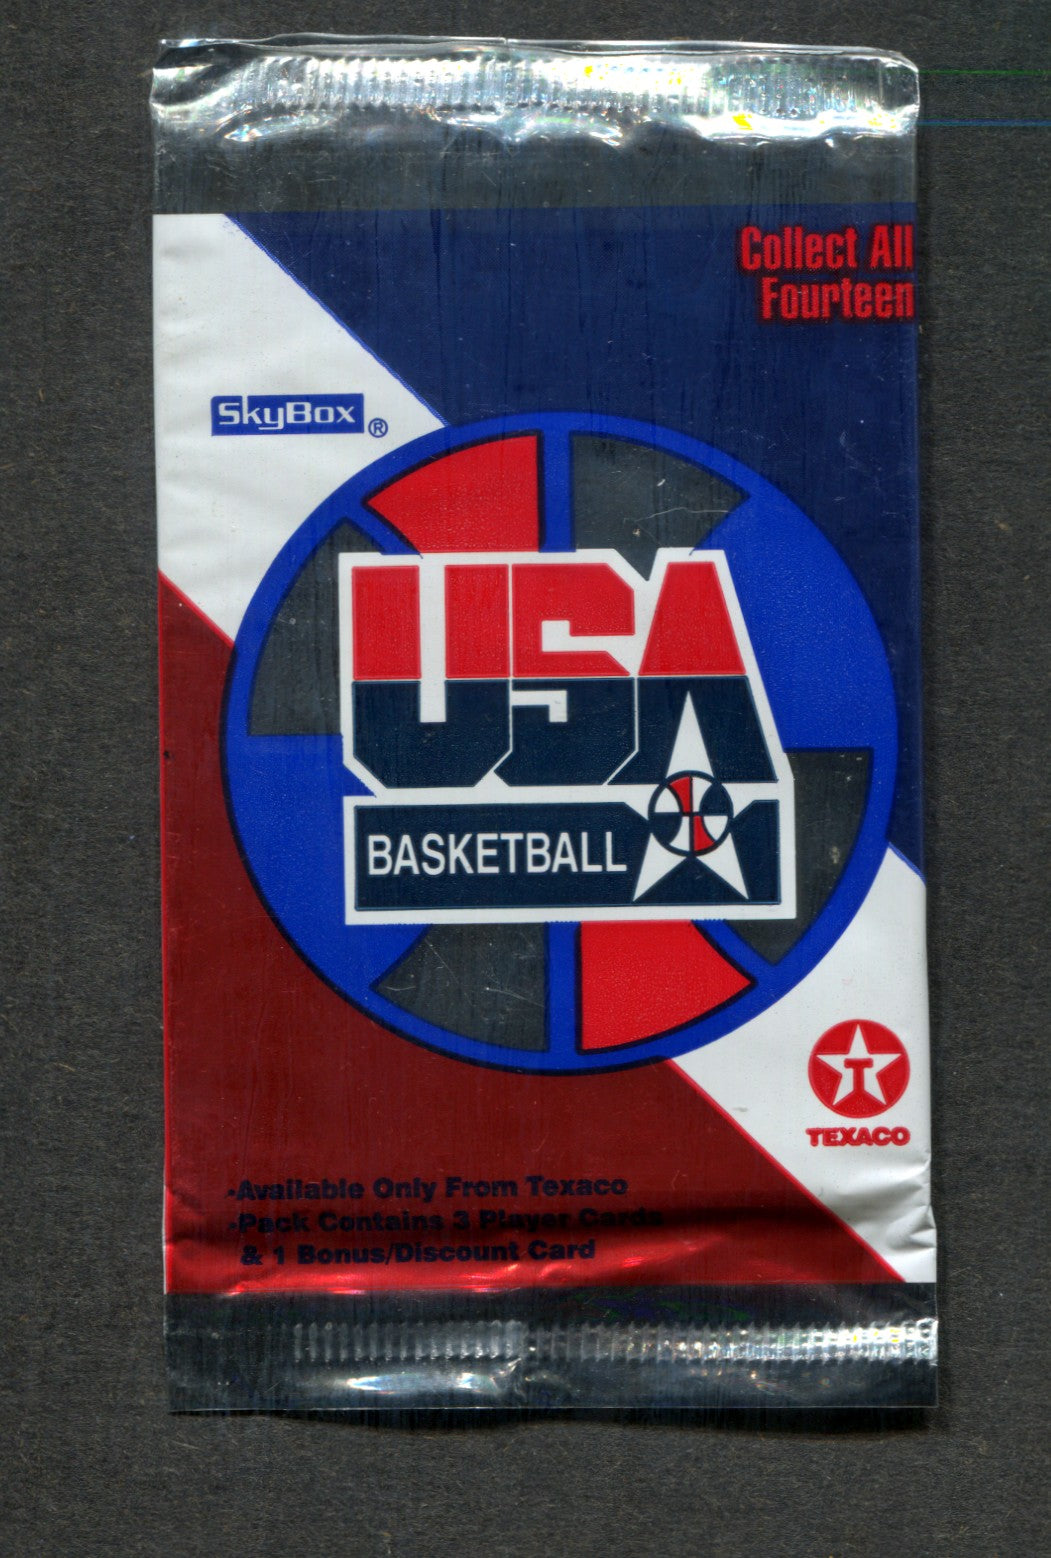 Collect All
Fourteen
SkyBox ®
USA
BASKETBALL
T
TEXACO
•Available Only From Texaco
•Pack Contains 3 Player Cards
& 1 Bonus/Discount Card